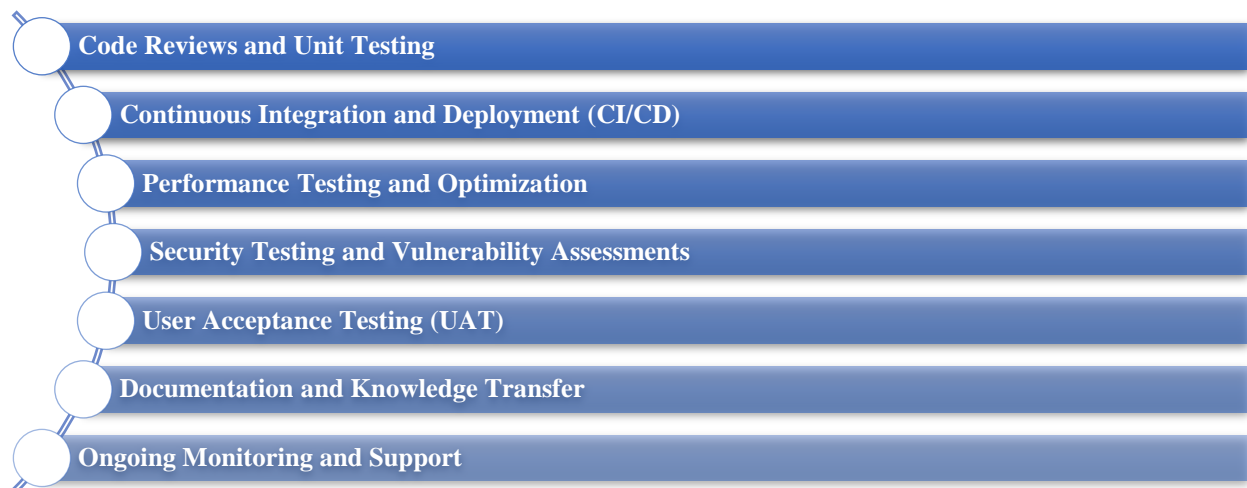 Code Reviews and Unit Testing
Continuous Integration and Deployment (CI/CD)
Performance Testing and Optimization
Security Testing and Vulnerability Assessments
User Acceptance Testing (UAT)
Documentation and Knowledge Transfer
Ongoing Monitoring and Support